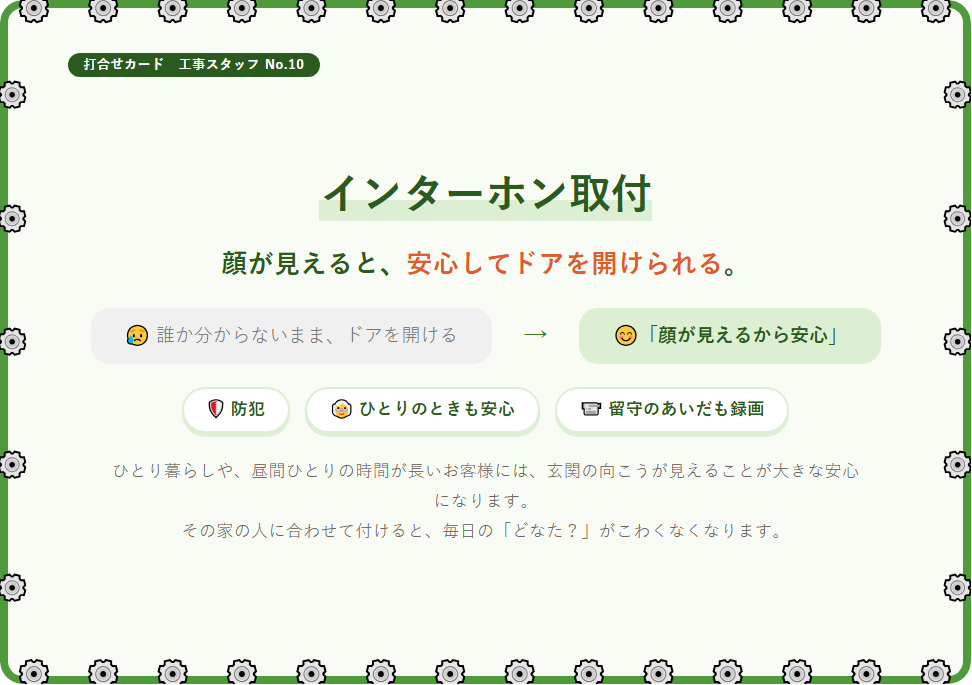 打合せカード　工事スタッフ No.10
インターホン取付
顔が見えると、安心してドアを開けられる。
😥 誰か分からないまま、ドアを開ける → 😊 「顔が見えるから安心」
防犯 ひとりのときも安心 留守のあいだも録画
ひとり暮らしや、昼間ひとりの時間が長いお客様には、玄関の向こうが見えることが大きな安心
になります。
その家の人に合わせて付けると、毎日の「どなた？」がこわくなくなります。